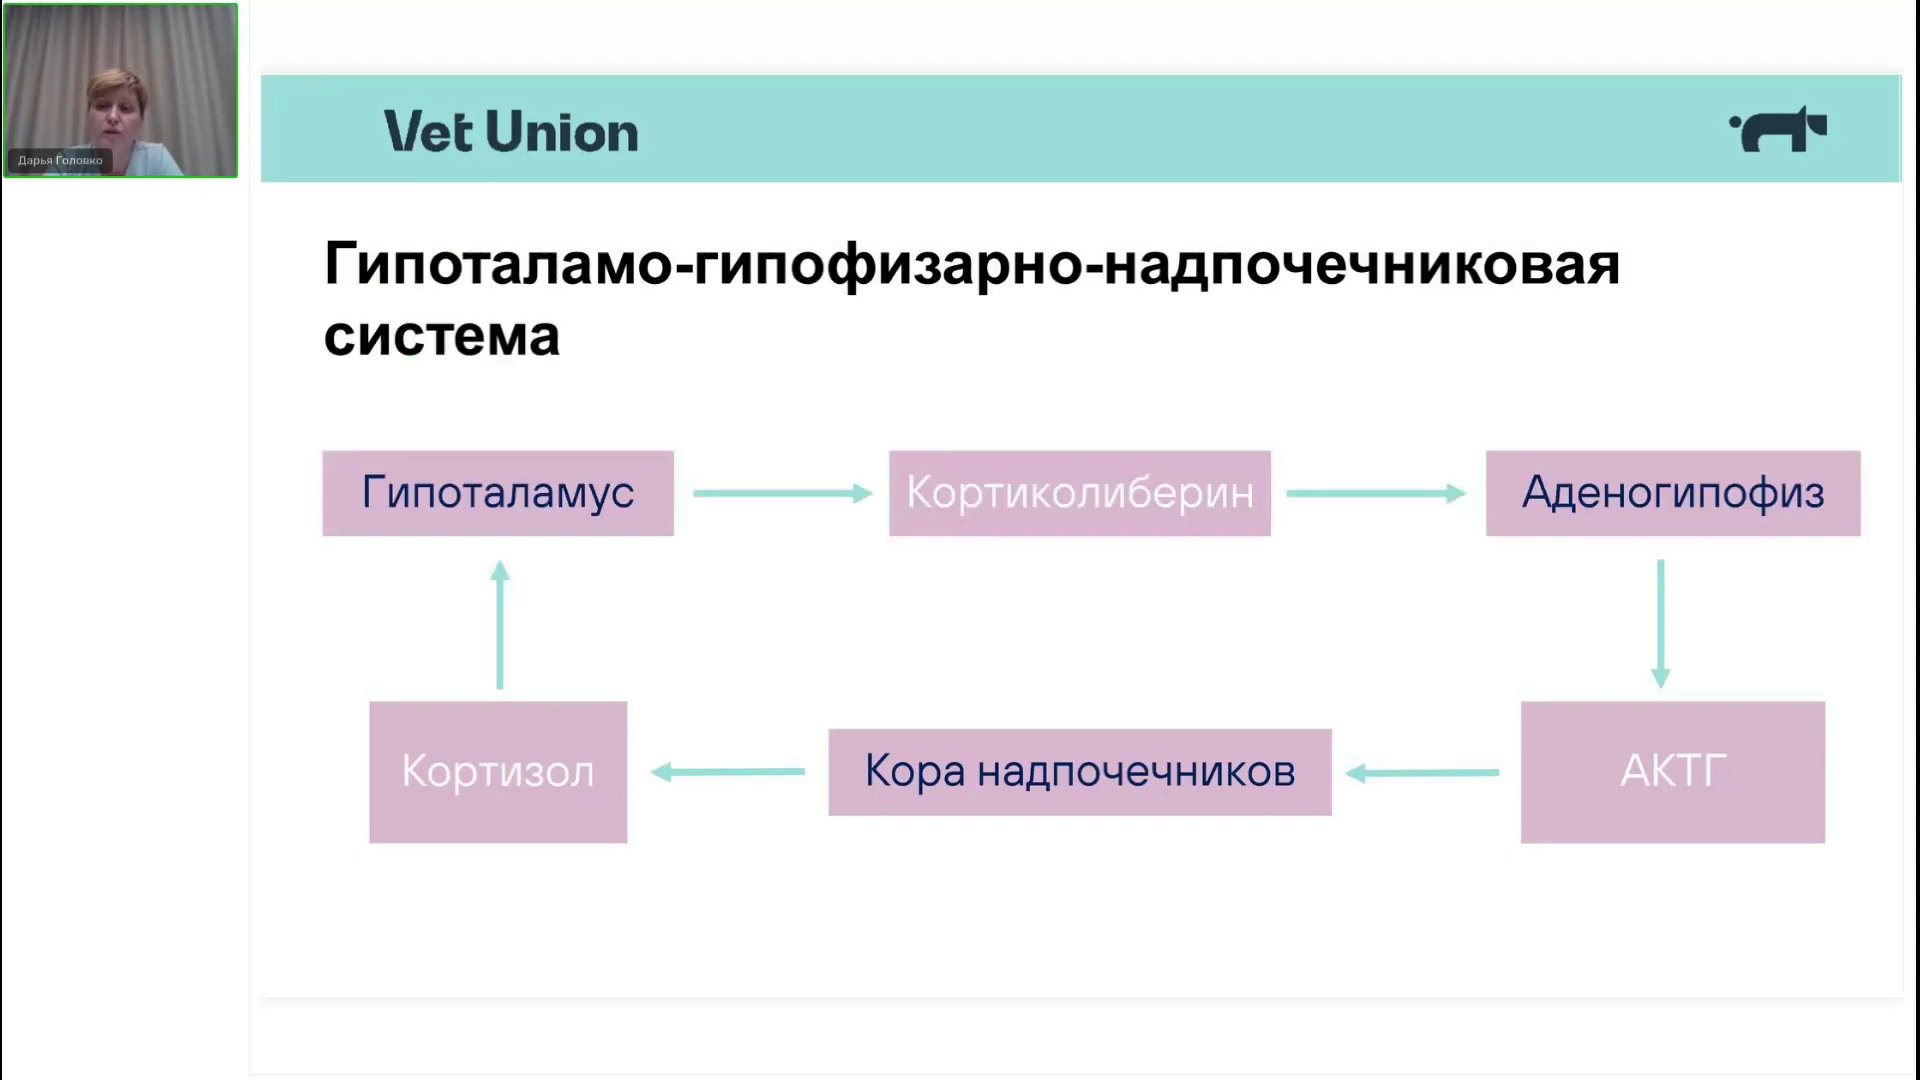 Дарья Головко
Vet Union
Гипоталамо-гипофизарно-надпочечниковая
система
Гипоталамус
Кортиколиберин
Аденогипофиз
Кортизол
Кора надпочечников
АКТГ